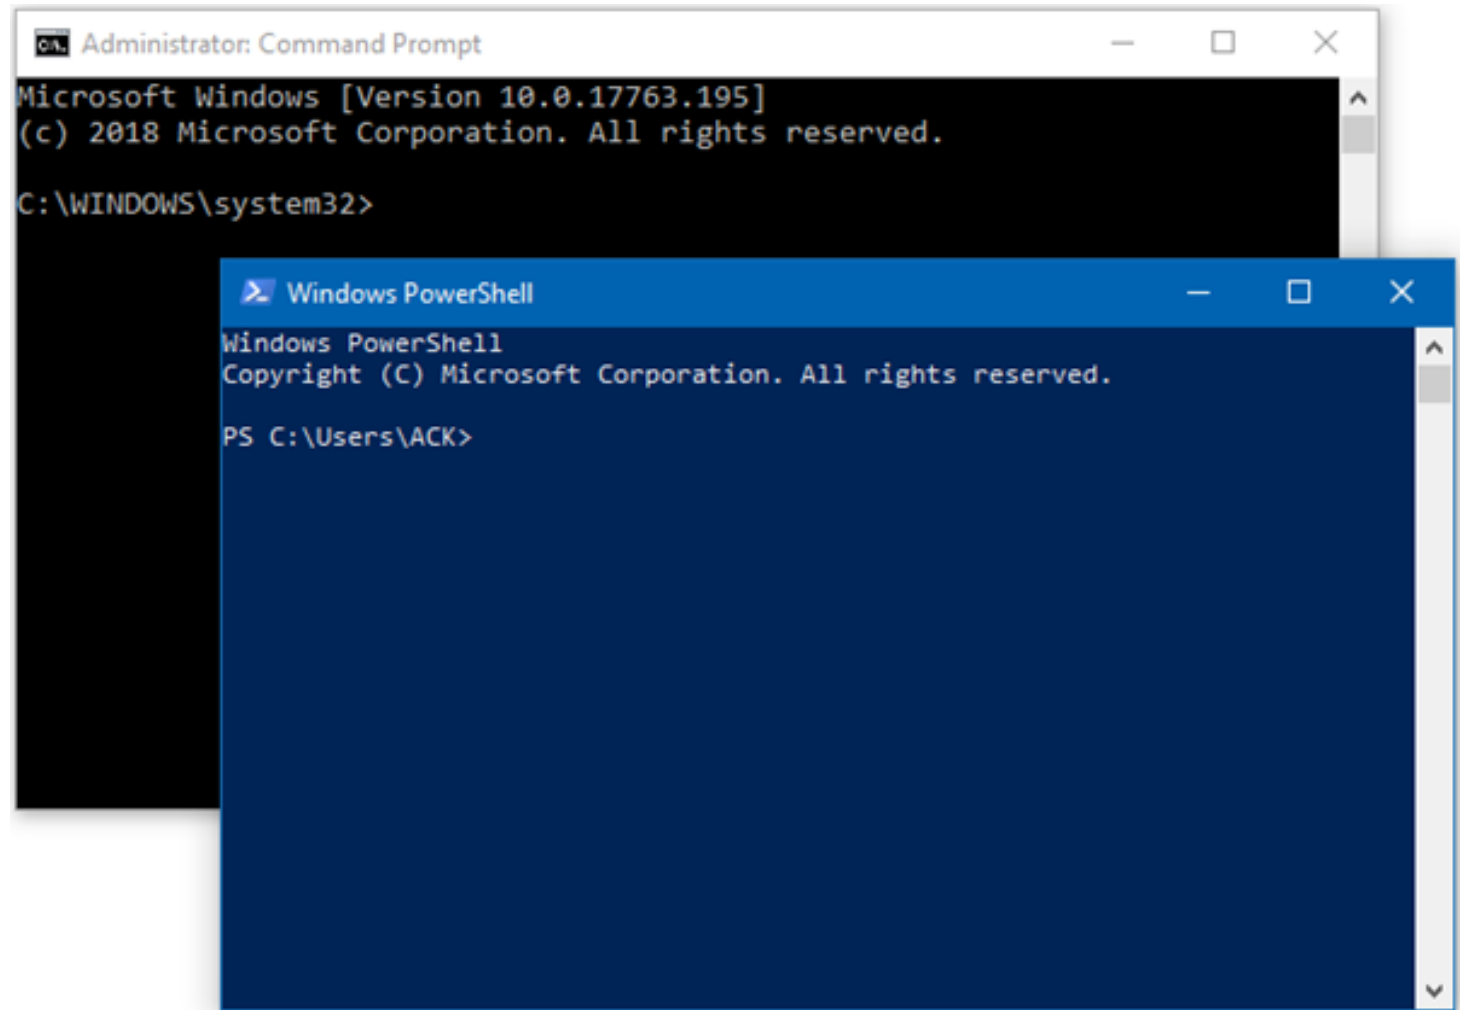 Administrator: Command Prompt
Microsoft Windows [Version 10.0.17763.195]
(c) 2018 Microsoft Corporation. All rights reserved.
C:\WINDOWS\system32>
Windows PowerShell
Windows PowerShell
Copyright (C) Microsoft Corporation. All rights reserved.
PS C:\Users\ACK>